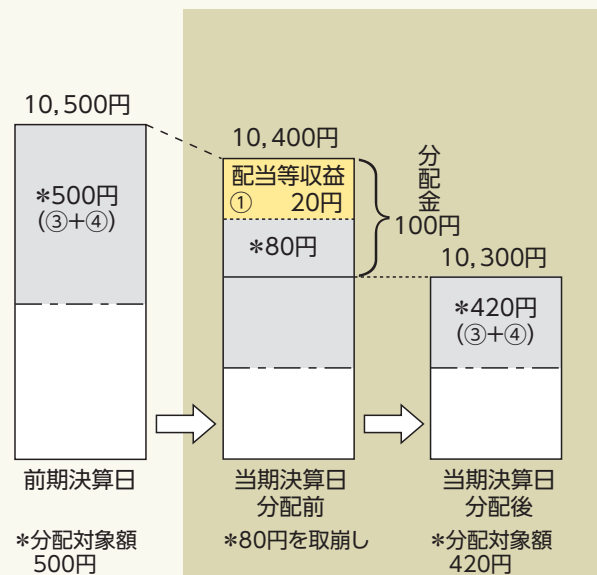 10,500円
*500円
(③+④)
前期決算日
*分配対象額
500円
10,400円
配当等収益
① 20円
*80円
分配金
100円
当期決算日
分配前
*80円を取崩し
10,300円
*420円
(③+④)
当期決算日
分配後
*分配対象額
420円